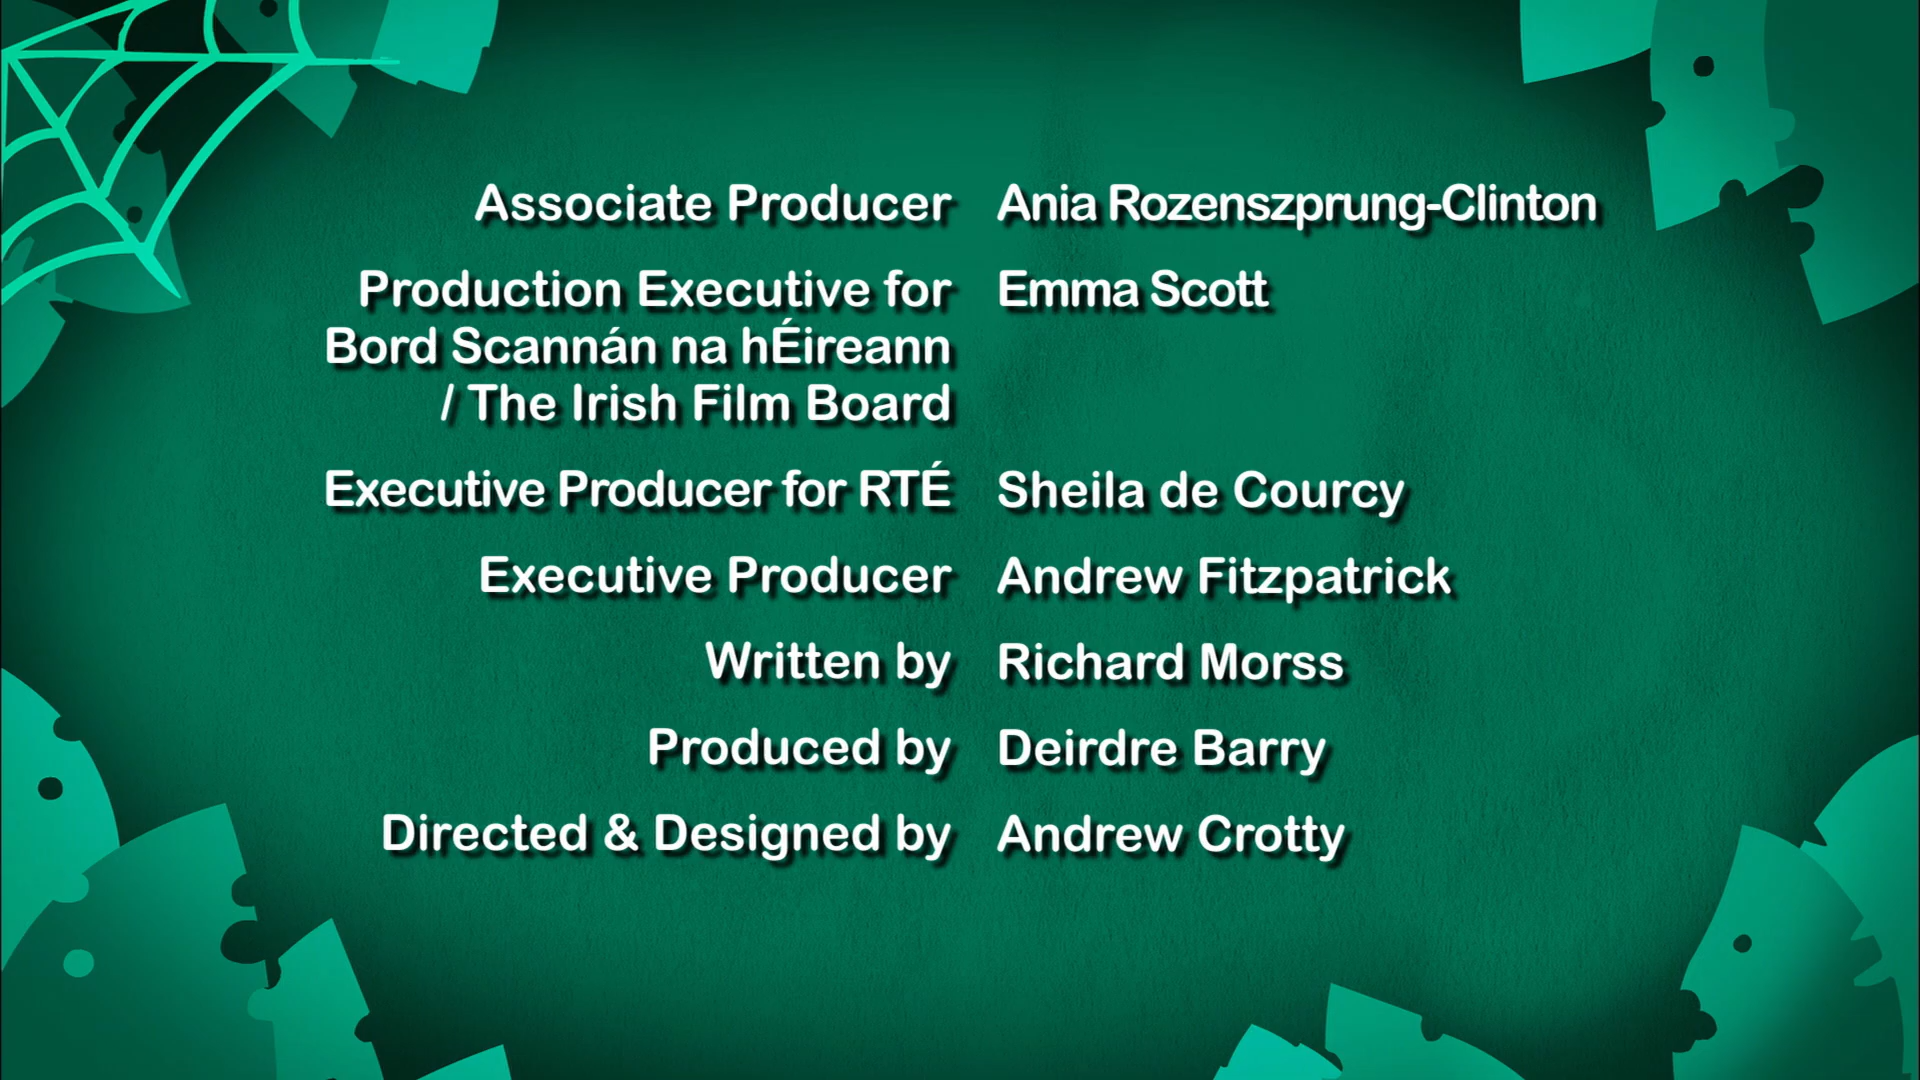 Associate Producer Ania Rozenszprung-Clinton
Production Executive for Emma Scott
Bord Scannán na hÉireann
/ The Irish Film Board
Executive Producer for RTÉ Sheila de Courcy
Executive Producer Andrew Fitzpatrick
Written by Richard Morss
Produced by Deirdre Barry
Directed & Designed by Andrew Crotty